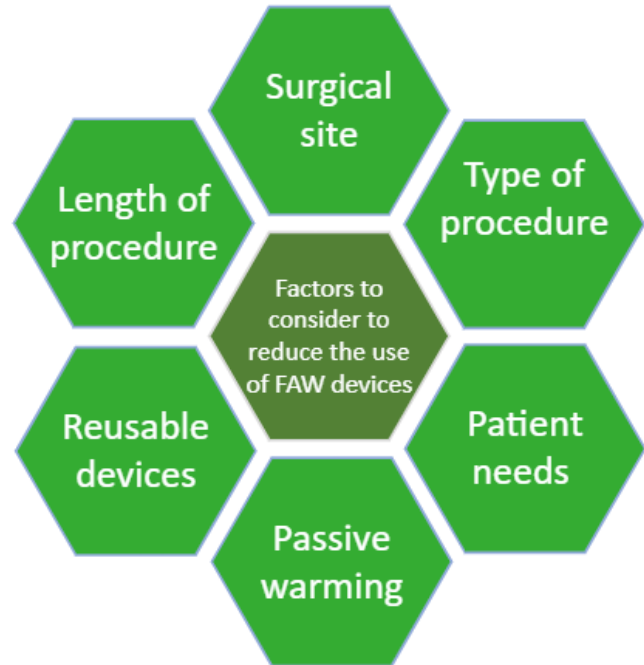 Surgical
site
Type of
procedure
Length of
procedure
Factors to
consider to
reduce the use
of FAW devices
Reusable
devices
Patient
needs
Passive
warming